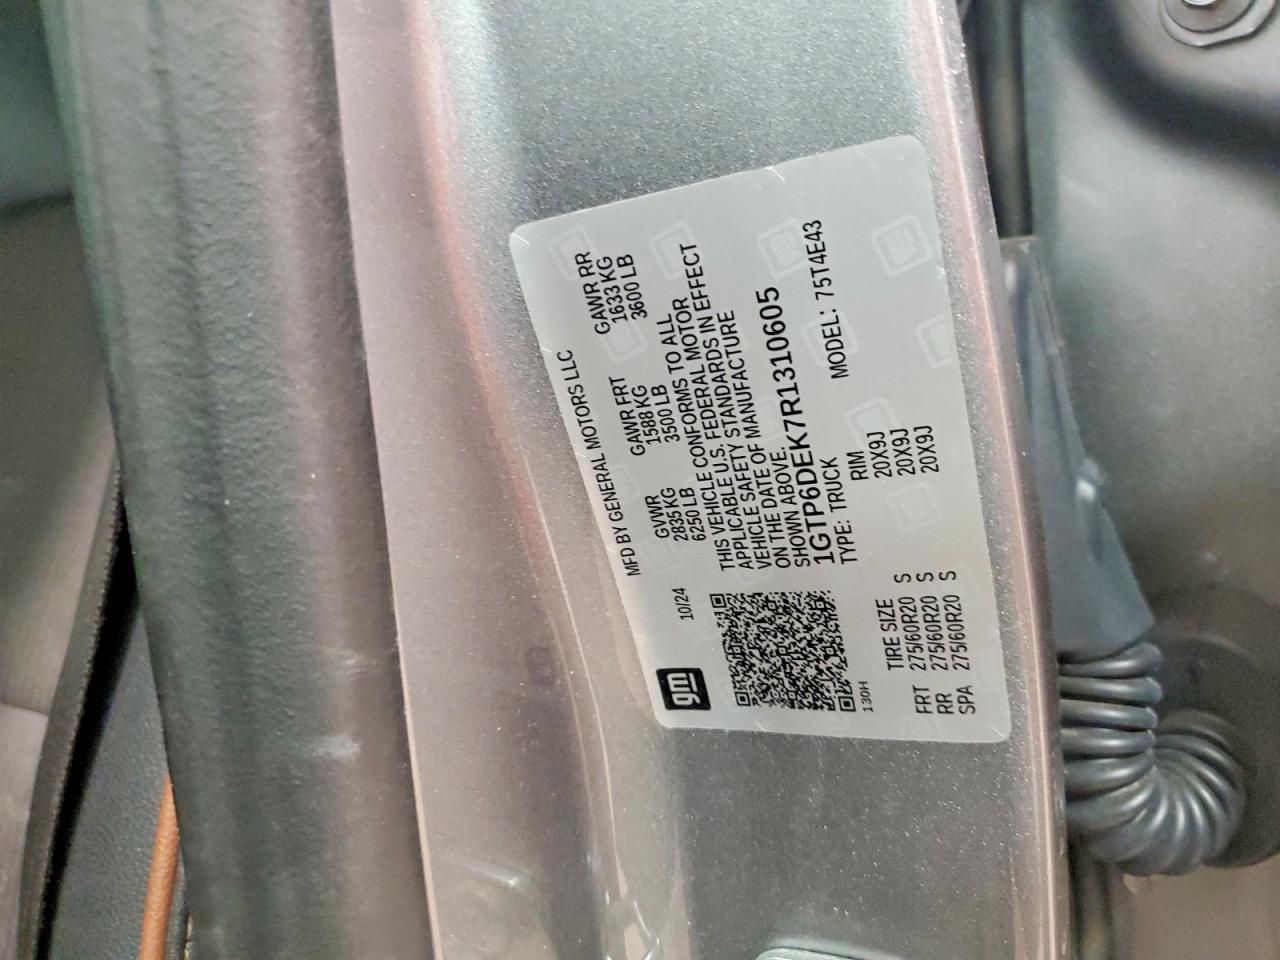 gm
MFD BY GENERAL MOTORS LLC
10/24
GVWR GAWR FRT GAWR RR
2835 KG 1588 KG 1633 KG
6250 LB 3500 LB 3600 LB
THIS VEHICLE CONFORMS TO ALL
APPLICABLE U.S. FEDERAL MOTOR
VEHICLE SAFETY STANDARDS IN EFFECT
ON THE DATE OF MANUFACTURE
SHOWN ABOVE.
1GTP6DEK7R1310605
TYPE: TRUCK MODEL: 75T4E43
130H
TIRE SIZE RIM
FRT 275/60R20 S 20X9J
RR 275/60R20 S 20X9J
SPA 275/60R20 S 20X9J